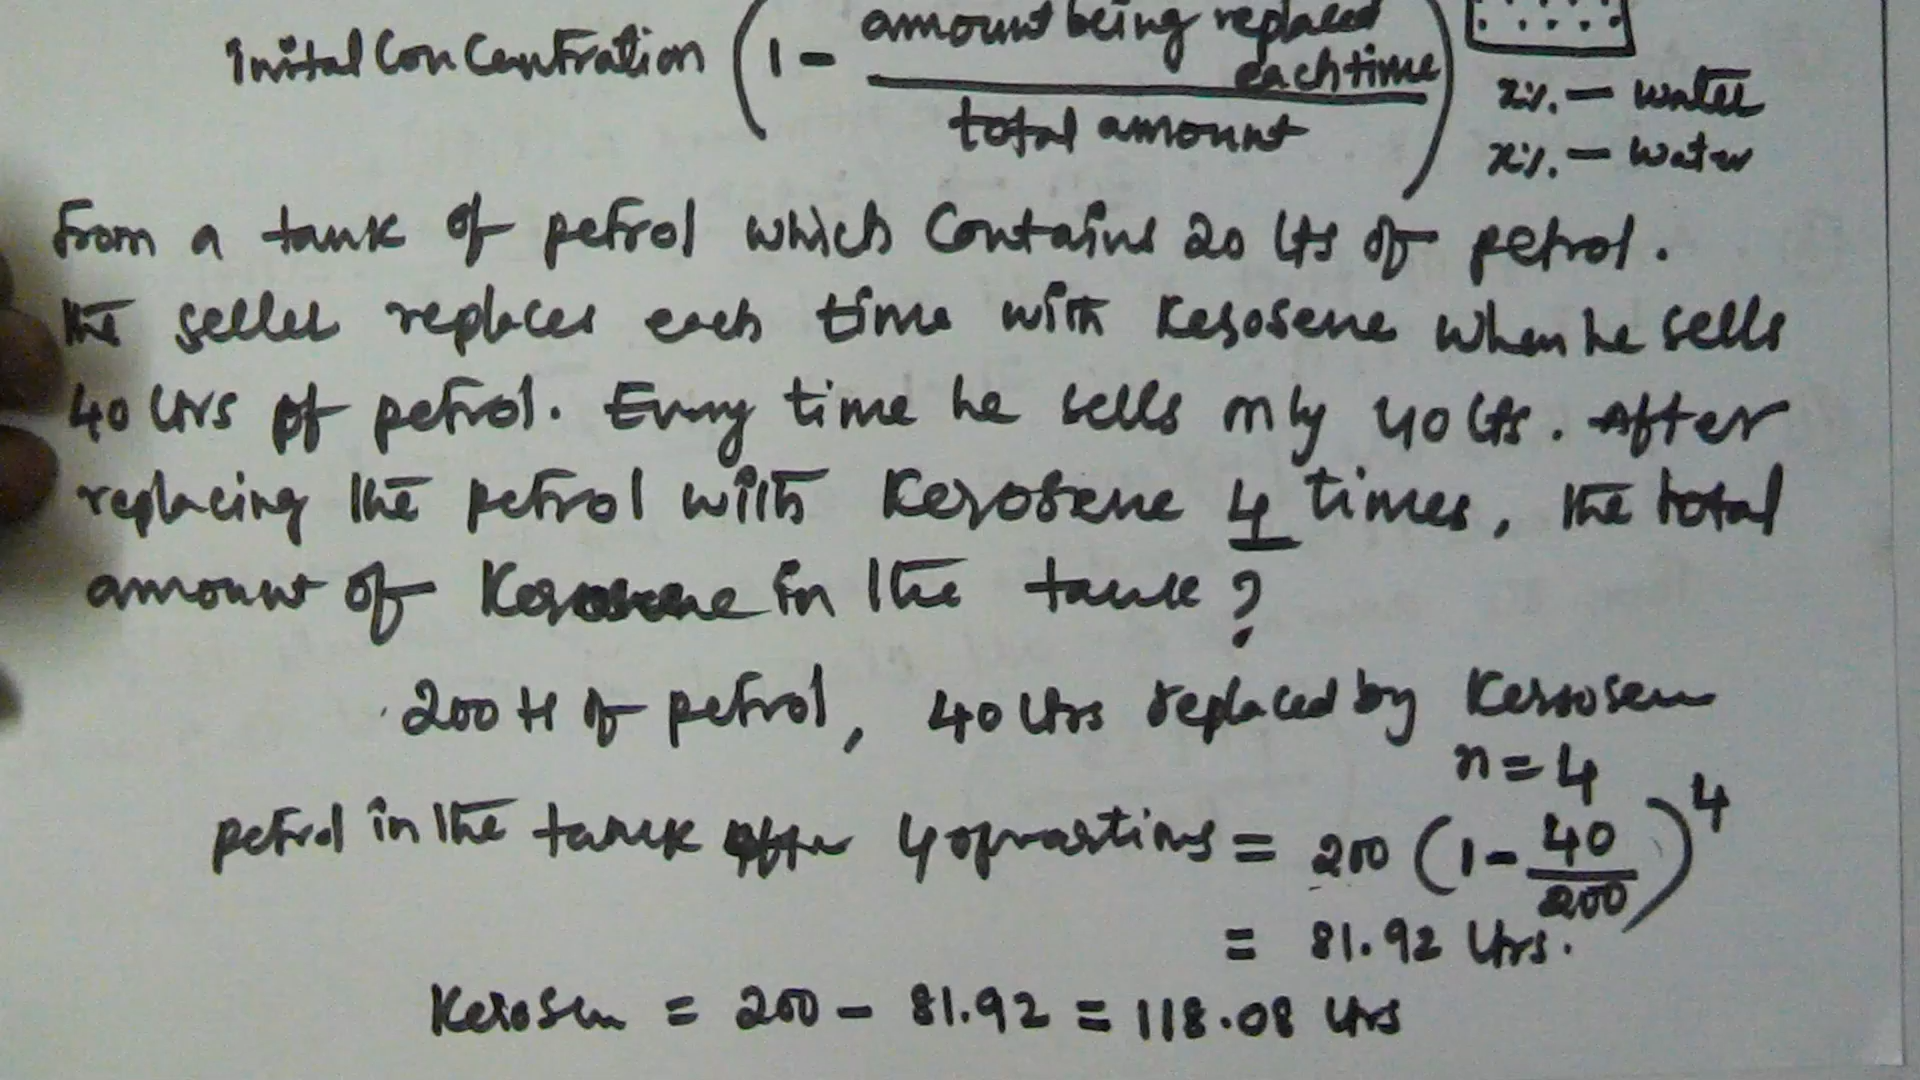 amount being replaced
Inital Concentration ( 1 - each time )
total amount
x%. - water
x%. - water
From a tank of petrol which Contains 20 lts of petrol.
the seller replaces each time with Kerosene when he sells
40 ltrs of petrol. Every time he sells only 40 lts. After
replacing the petrol with Kerosene 4 times, the total
amount of Kerosene in the tank?
200 lt of petrol, 40 ltrs replaced by Kerosene
n = 4
petrol in the tank after 4 operations = 200 (1 - 40/200)^4
= 81.92 ltrs.
Kerosen = 200 - 81.92 = 118.08 ltrs